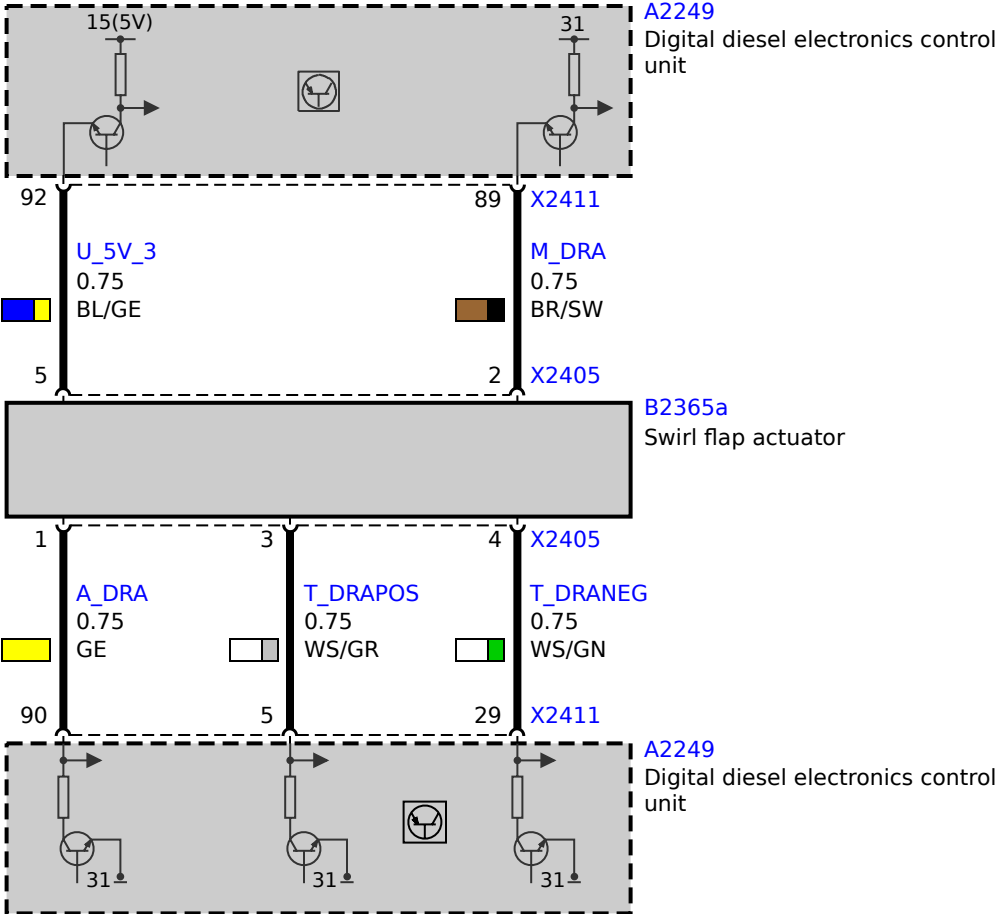 15(5V)
31
A2249
Digital diesel electronics control
unit
92
89
X2411
U_5V_3
0.75
BL/GE
M_DRA
0.75
BR/SW
5
2
X2405
B2365a
Swirl flap actuator
1
3
4
X2405
A_DRA
0.75
GE
T_DRAPOS
0.75
WS/GR
T_DRANEG
0.75
WS/GN
90
5
29
X2411
A2249
Digital diesel electronics control
unit
31
31
31